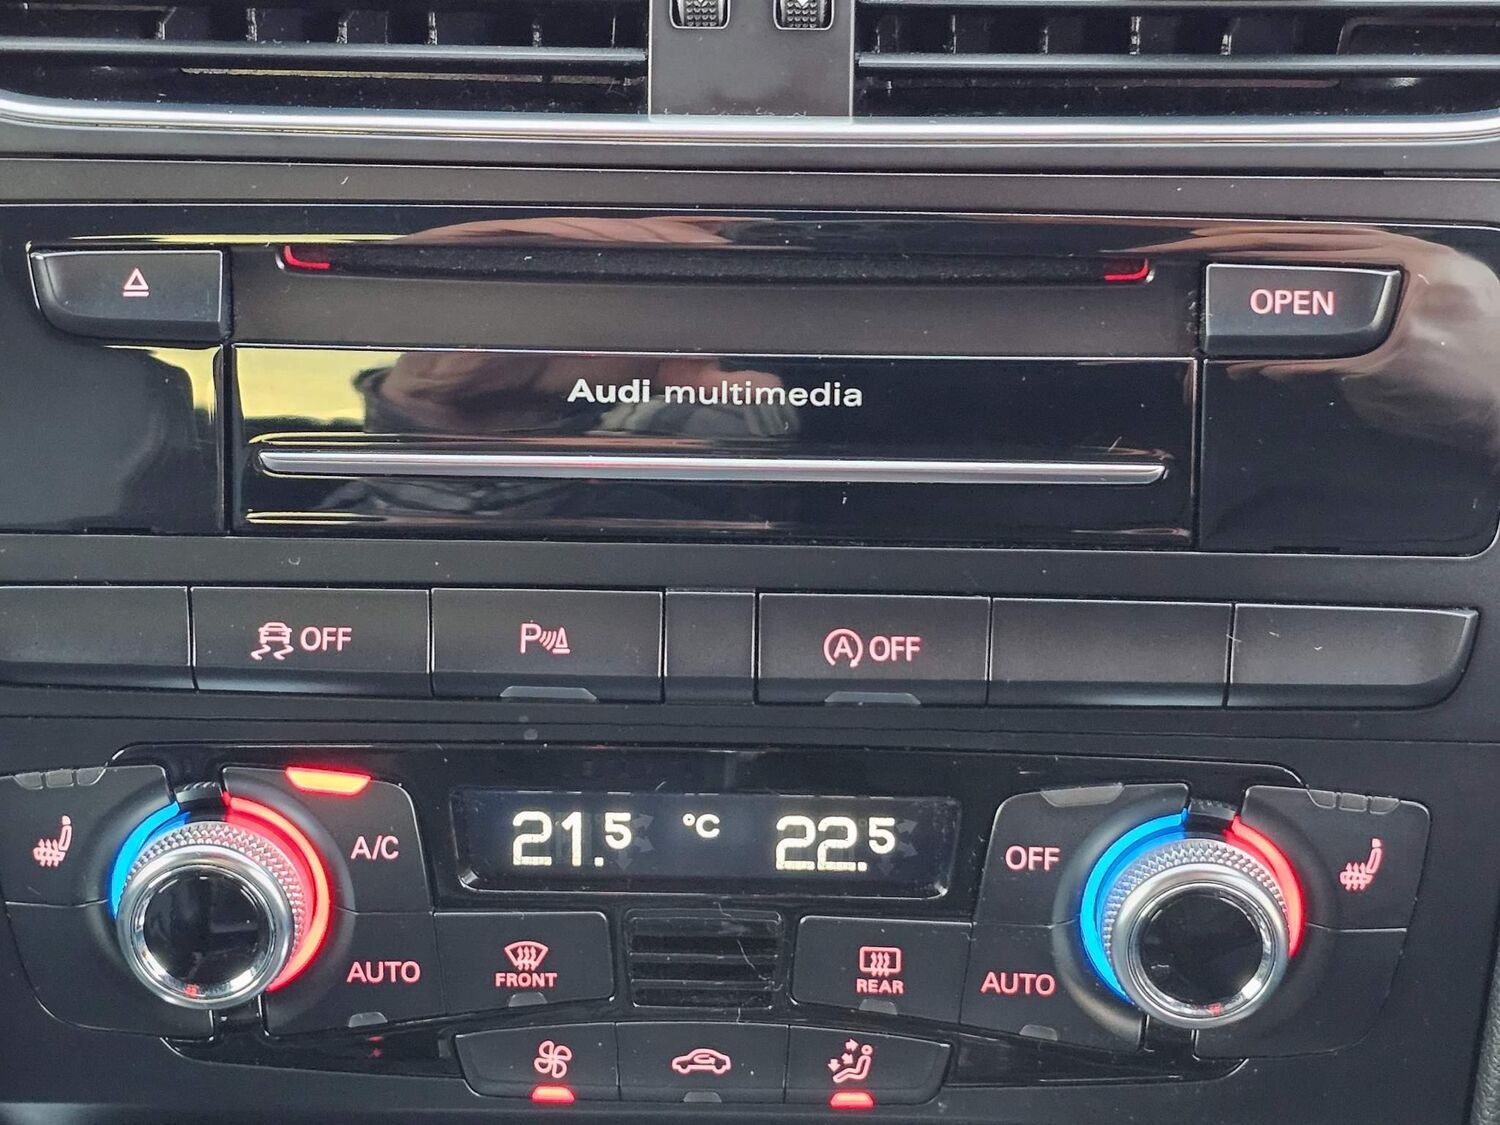 OPEN
Audi multimedia
OFF
P
A OFF
A/C
21.5 °C 22.5
OFF
AUTO
FRONT
REAR
AUTO